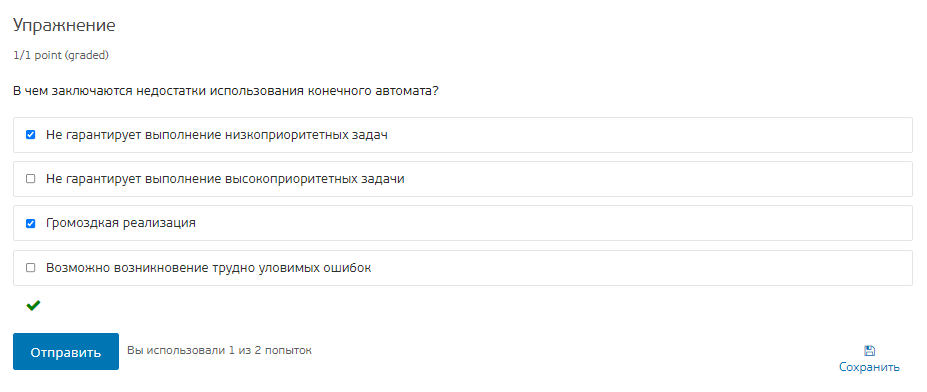 Упражнение
1/1 point (graded)
В чем заключаются недостатки использования конечного автомата?
Не гарантирует выполнение низкоприоритетных задач
Не гарантирует выполнение высокоприоритетных задачи
Громоздкая реализация
Возможно возникновение трудно уловимых ошибок
Отправить
Вы использовали 1 из 2 попыток
Сохранить